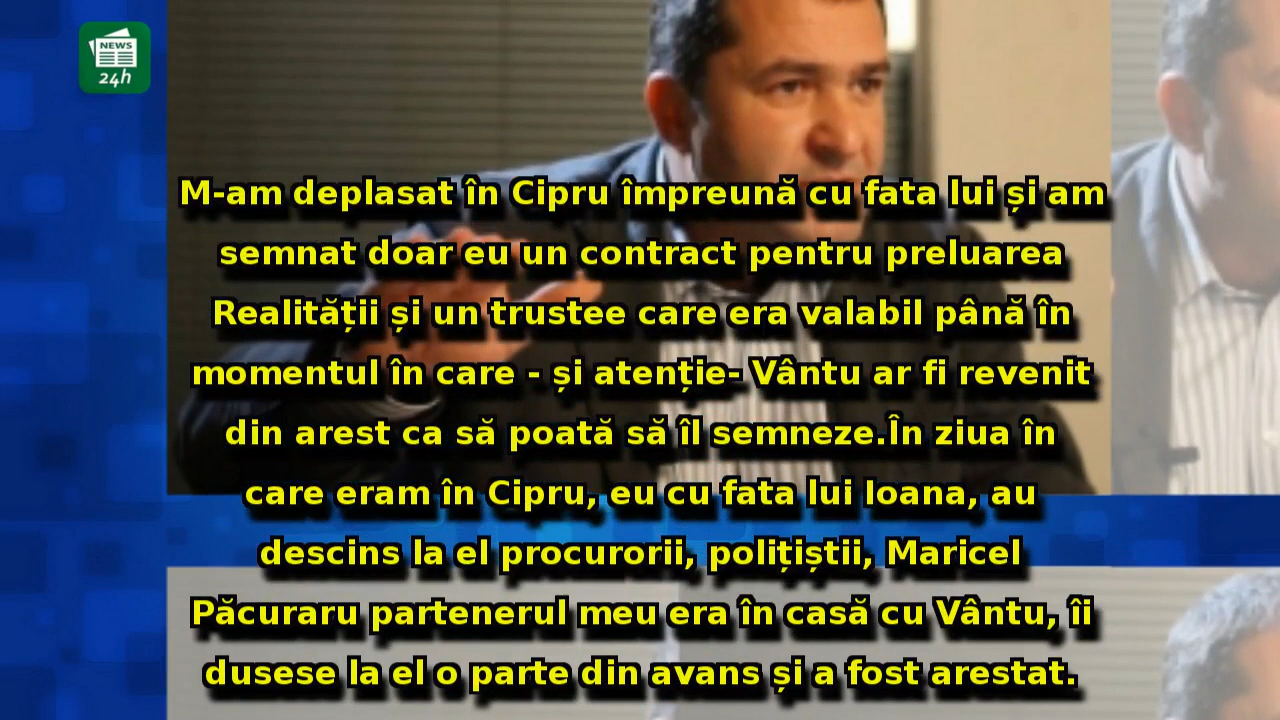 NEWS
24h
M-am deplasat în Cipru împreună cu fata lui și am
semnat doar eu un contract pentru preluarea
Realității și un trustee care era valabil până în
momentul în care - și atenție- Vântu ar fi revenit
din arest ca să poată să îl semneze.În ziua în
care eram în Cipru, eu cu fata lui Ioana, au
descins la el procurorii, polițiștii, Maricel
Păcuraru partenerul meu era în casă cu Vântu, îi
dusese la el o parte din avans și a fost arestat.